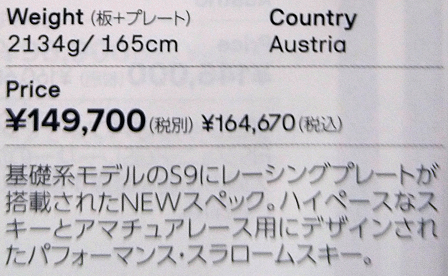 Weight (板+プレート)
2134g/ 165cm
Country
Austria
Price
¥149,700(税別) ¥164,670(税込)
基礎系モデルのS9にレーシングプレートが
搭載されたNEWスペック。ハイペースなス
キーとアマチュアレース用にデザインされ
たパフォーマンス・スラロームスキー。